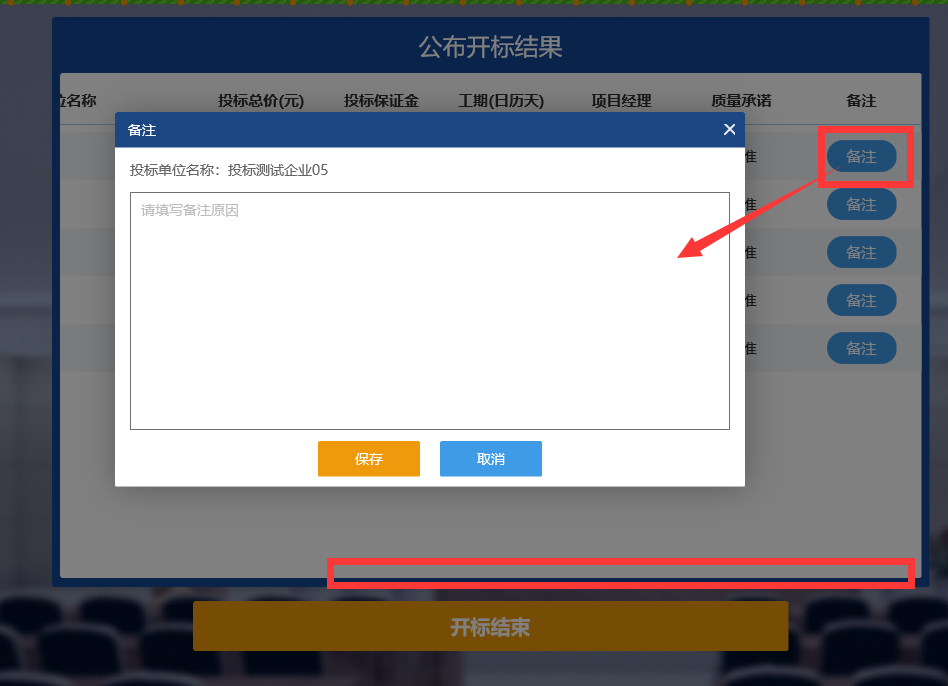 公布开标结果
位名称 投标总价(元) 投标保证金 工期(日历天) 项目经理 质量承诺 备注
备注
投标单位名称：投标测试企业05
请填写备注原因
准 备注
准 备注
准 备注
准 备注
准 备注
保存 取消
开标结束